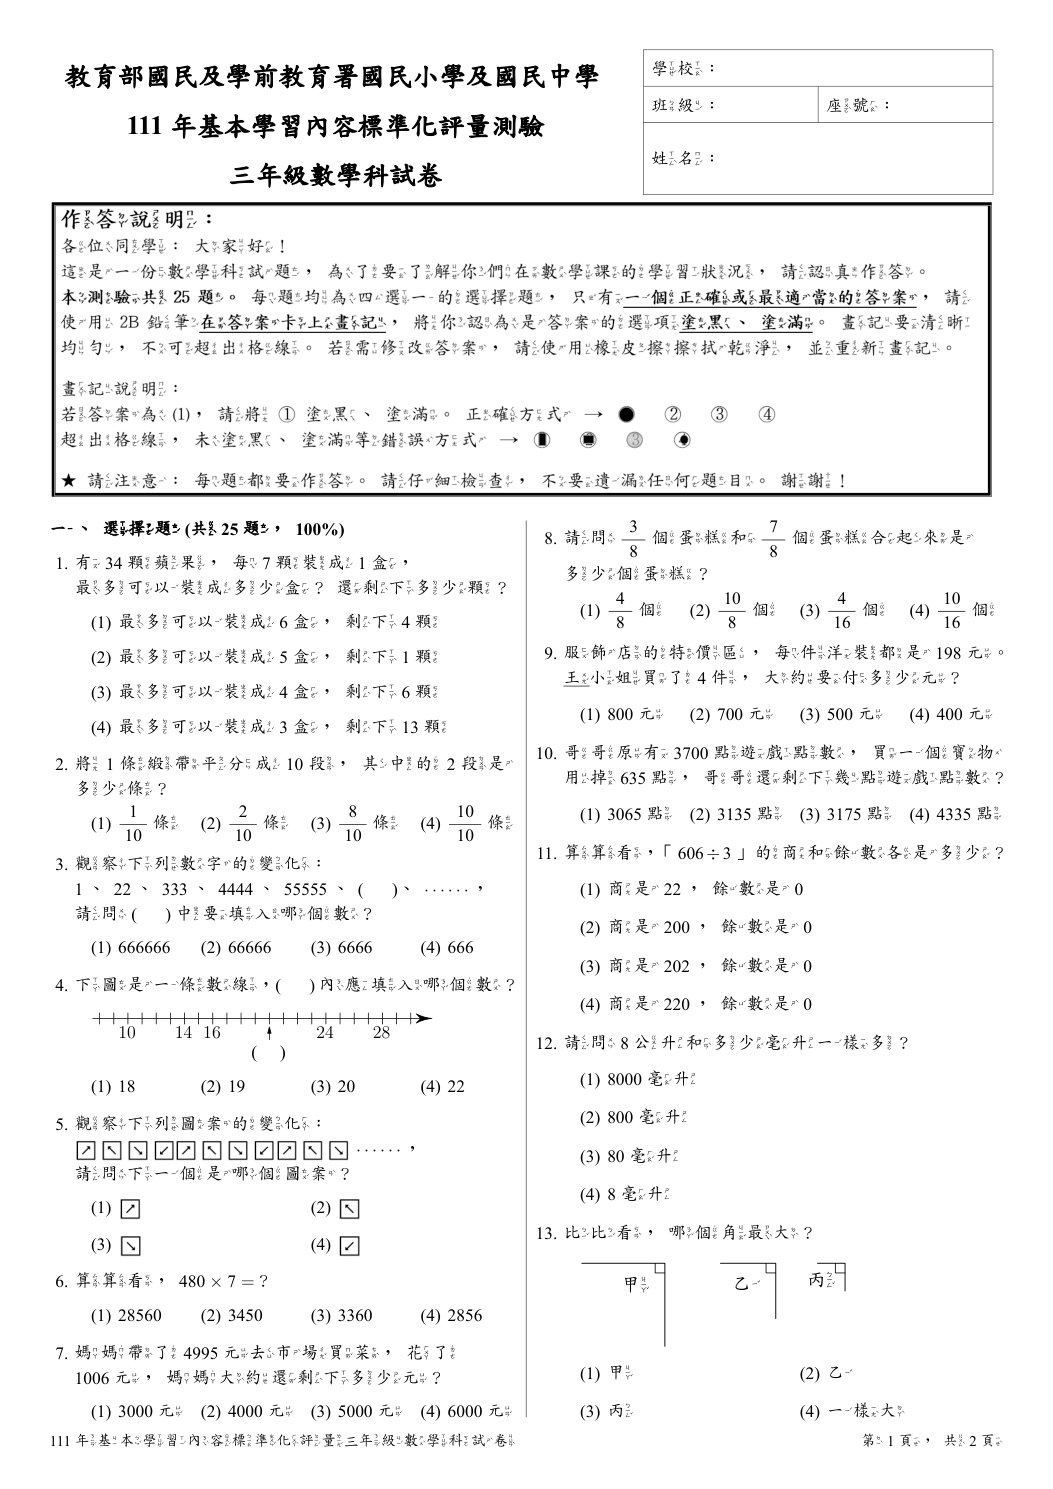 教育部國民及學前教育署國民小學及國民中學
111 年基本學習內容標準化評量測驗
三年級數學科試卷
學校：
班級：
座號：
姓名：
作答說明：
各位同學： 大家好！
這是一份數學科試題，為了要了解你們在數學課的學習狀況，請認真作答。
本測驗共 25 題。每題均為四選一的選擇題，只有一個正確或最適當的答案，請
使用 2B 鉛筆在答案卡上畫記，將你認為是答案的選項塗黑、塗滿。畫記要清晰
均勻，不可超出格線。若需修改答案，請使用橡皮擦擦拭乾淨，並重新畫記。
畫記說明：
若答案為 (1)，請將 ① 塗黑、塗滿。正確方式 → ● ② ③ ④
超出格線，未塗黑、塗滿等錯誤方式 → ③
★ 請注意：每題都要作答。請仔細檢查，不要遺漏任何題目。謝謝！
一、 選擇題 (共 25 題， 100%)
1. 有 34 顆蘋果，每 7 顆裝成 1 盒，
最多可以裝成多少盒？還剩下多少顆？
(1) 最多可以裝成 6 盒，剩下 4 顆
(2) 最多可以裝成 5 盒，剩下 1 顆
(3) 最多可以裝成 4 盒，剩下 6 顆
(4) 最多可以裝成 3 盒，剩下 13 顆
2. 將 1 條緞帶平分成 10 段，其中的 2 段是
多少條？
(1) 1/10 條 (2) 2/10 條 (3) 8/10 條 (4) 10/10 條
3. 觀察下列數字的變化：
1 、 22 、 333 、 4444 、 55555 、 ( )、 ⋯⋯，
請問 ( ) 中要填入哪個數？
(1) 666666 (2) 66666 (3) 6666 (4) 666
4. 下圖是一條數線，( ) 內應填入哪個數？
10 14 16 24 28
( )
(1) 18 (2) 19 (3) 20 (4) 22
5. 觀察下列圖案的變化：
↗ ↖ ↘ ↙ ↗ ↖ ↘ ↙ ↗ ↖ ↘ ⋯⋯，
請問下一個是哪個圖案？
(1) ↗ (2) ↖
(3) ↘ (4) ↙
6. 算算看， 480 × 7 = ?
(1) 28560 (2) 3450 (3) 3360 (4) 2856
7. 媽媽帶了 4995 元去市場買菜，花了
1006 元，媽媽大約還剩下多少元？
(1) 3000 元 (2) 4000 元 (3) 5000 元 (4) 6000 元
8. 請問 3/8 個蛋糕和 7/8 個蛋糕合起來是
多少個蛋糕？
(1) 4/8 個 (2) 10/8 個 (3) 4/16 個 (4) 10/16 個
9. 服飾店的特價區，每件洋裝都是 198 元。
王小姐買了 4 件，大約要付多少元？
(1) 800 元 (2) 700 元 (3) 500 元 (4) 400 元
10. 哥哥原有 3700 點遊戲點數，買一個寶物
用掉 635 點，哥哥還剩下幾點遊戲點數？
(1) 3065 點 (2) 3135 點 (3) 3175 點 (4) 4335 點
11. 算算看，「 606 ÷ 3 」的商和餘數各是多少？
(1) 商是 22 ，餘數是 0
(2) 商是 200 ，餘數是 0
(3) 商是 202 ，餘數是 0
(4) 商是 220 ，餘數是 0
12. 請問 8 公升和多少毫升一樣多？
(1) 8000 毫升
(2) 800 毫升
(3) 80 毫升
(4) 8 毫升
13. 比比看，哪個角最大？
甲 乙 丙
(1) 甲 (2) 乙
(3) 丙 (4) 一樣大
111 年基本學習內容標準化評量三年級數學科試卷
第 1 頁，共 2 頁